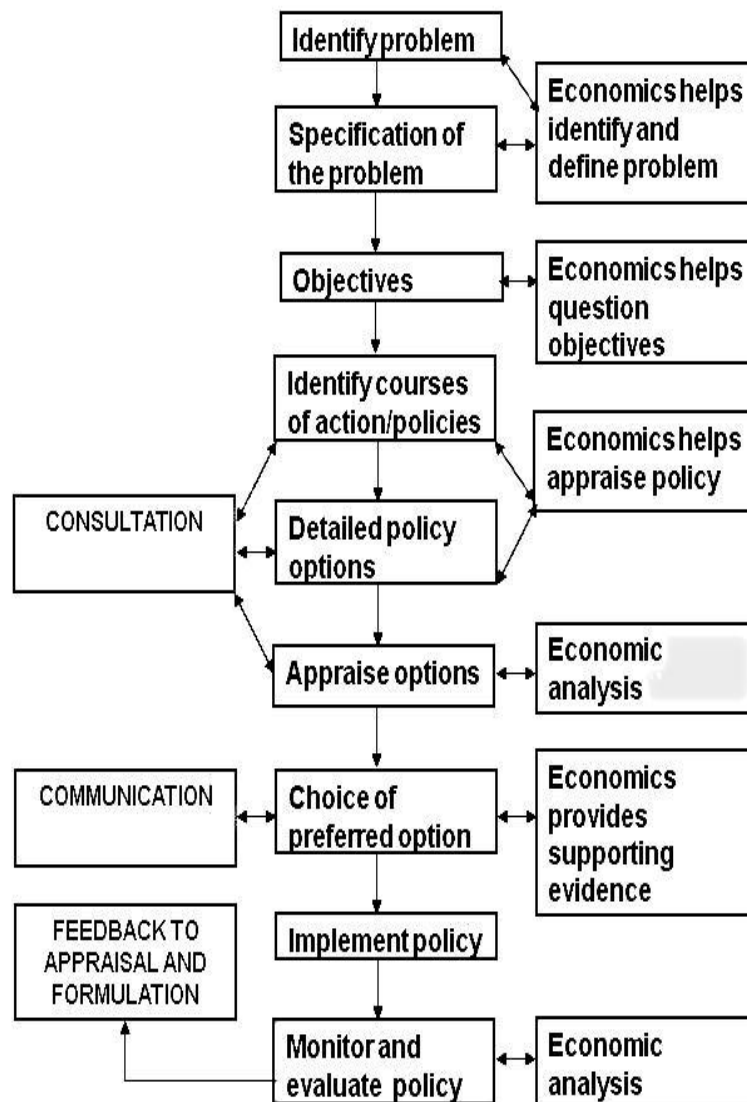 Identify problem
Economics helps
identify and
define problem
Specification of
the problem
Objectives
Economics helps
question
objectives
Identify courses
of action/policies
Economics helps
appraise policy
CONSULTATION
Detailed policy
options
Appraise options
Economic
analysis
COMMUNICATION
Choice of
preferred option
Economics
provides
supporting
evidence
Implement policy
FEEDBACK TO
APPRAISAL AND
FORMULATION
Monitor and
evaluate policy
Economic
analysis